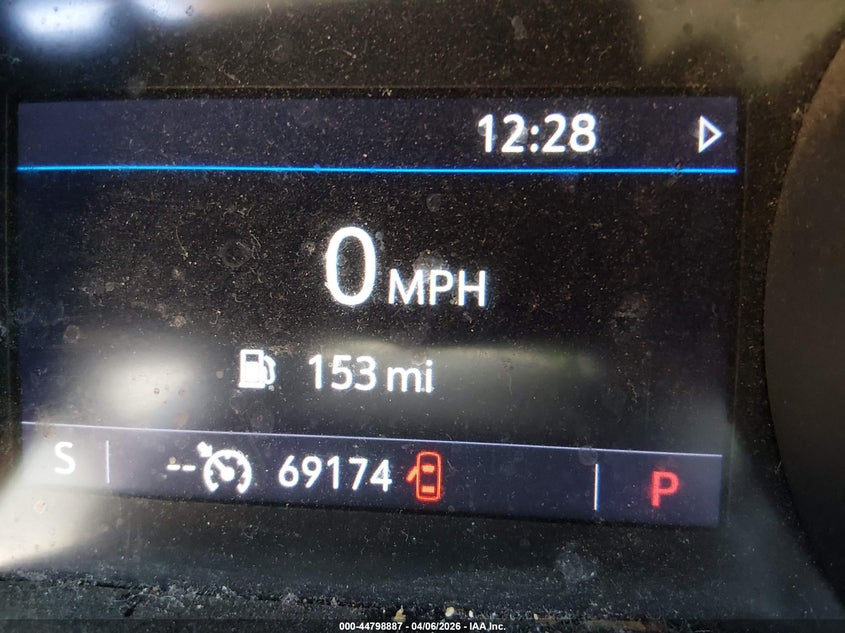 12:28
0 MPH
153 mi
S -- 69174 P
000-44798887 - 04/06/2026 - IAA Inc.